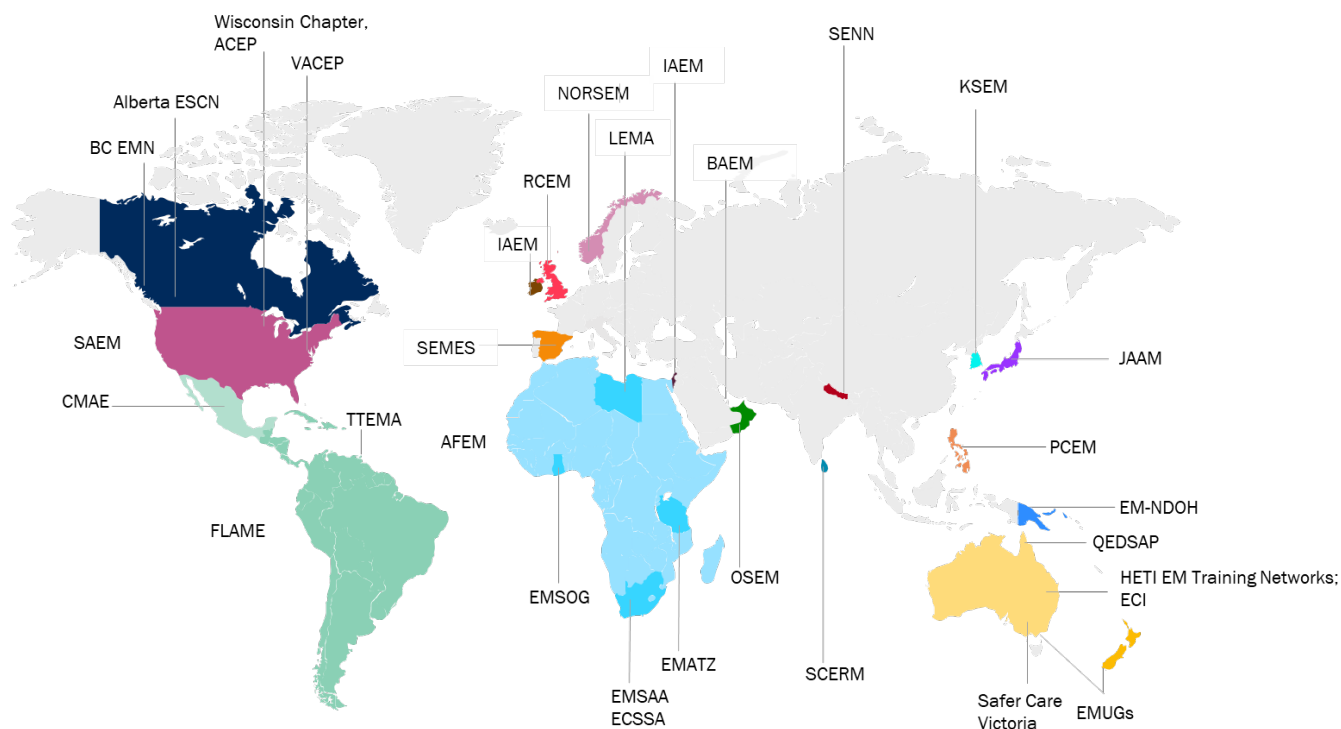 Wisconsin Chapter,
ACEP
VACEP
Alberta ESCN
BC EMN
SENN
IAEM
KSEM
NORSEM
LEMA
BAEM
RCEM
IAEM
SEMES
SAEM
JAAM
CMAE
TTEMA
AFEM
PCEM
FLAME
EM-NDOH
QEDSAP
HETI EM Training Networks;
ECI
OSEM
EMSOG
EMATZ
SCERM
EMSAA
ECSSA
Safer Care
Victoria
EMUGs